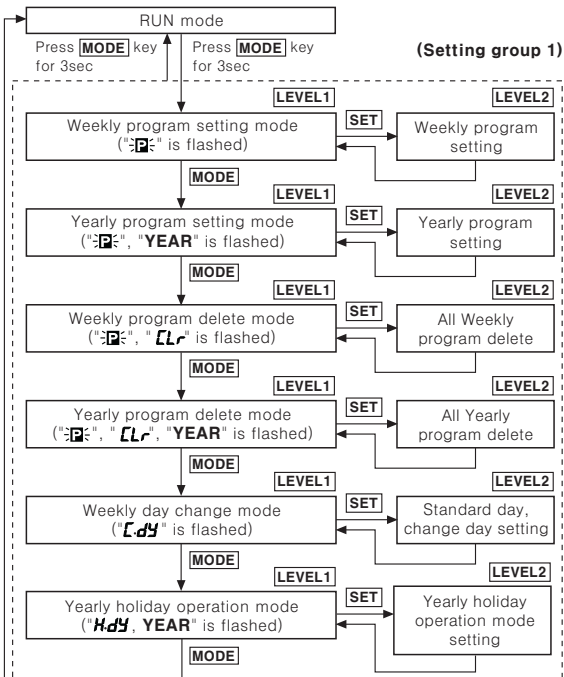 RUN mode
Press MODE key
for 3sec
Press MODE key
for 3sec
(Setting group 1)
LEVEL1
Weekly program setting mode
("P" is flashed)
SET
LEVEL2
Weekly program
setting
MODE
LEVEL1
Yearly program setting mode
("P", "YEAR" is flashed)
SET
LEVEL2
Yearly program
setting
MODE
LEVEL1
Weekly program delete mode
("P", " CLr" is flashed)
SET
LEVEL2
All Weekly
program delete
MODE
LEVEL1
Yearly program delete mode
("P", " CLr", "YEAR" is flashed)
SET
LEVEL2
All Yearly
program delete
MODE
LEVEL1
Weekly day change mode
("C.dY" is flashed)
SET
LEVEL2
Standard day,
change day setting
MODE
LEVEL1
Yearly holiday operation mode
("H.dY, YEAR" is flashed)
SET
LEVEL2
Yearly holiday
operation mode
setting
MODE